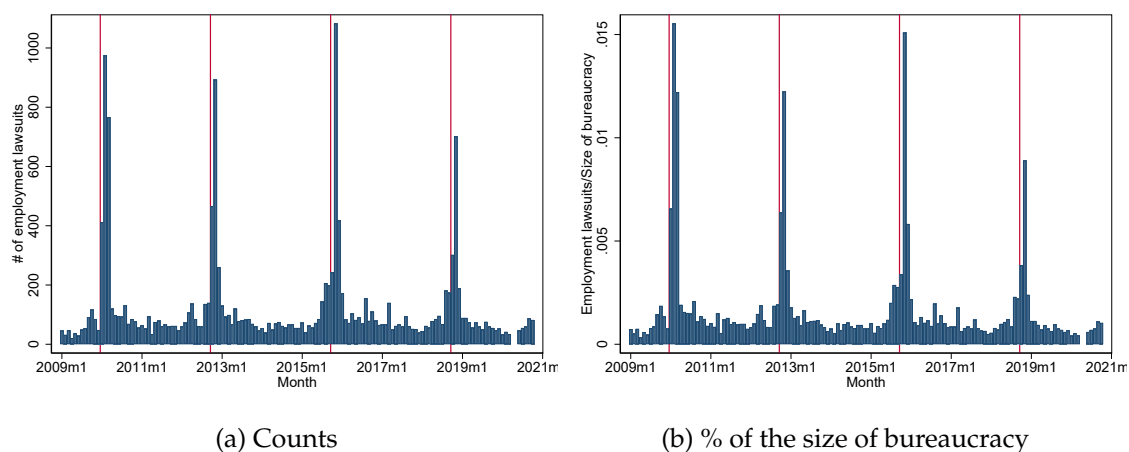 # of employment lawsuits
1000
800
600
400
200
0
2009m1 2011m1 2013m1 2015m1 2017m1 2019m1 2021m
Month
(a) Counts
Employment lawsuits/Size of bureaucracy
.015
.01
.005
0
2009m1 2011m1 2013m1 2015m1 2017m1 2019m1 2021m
Month
(b) % of the size of bureaucracy